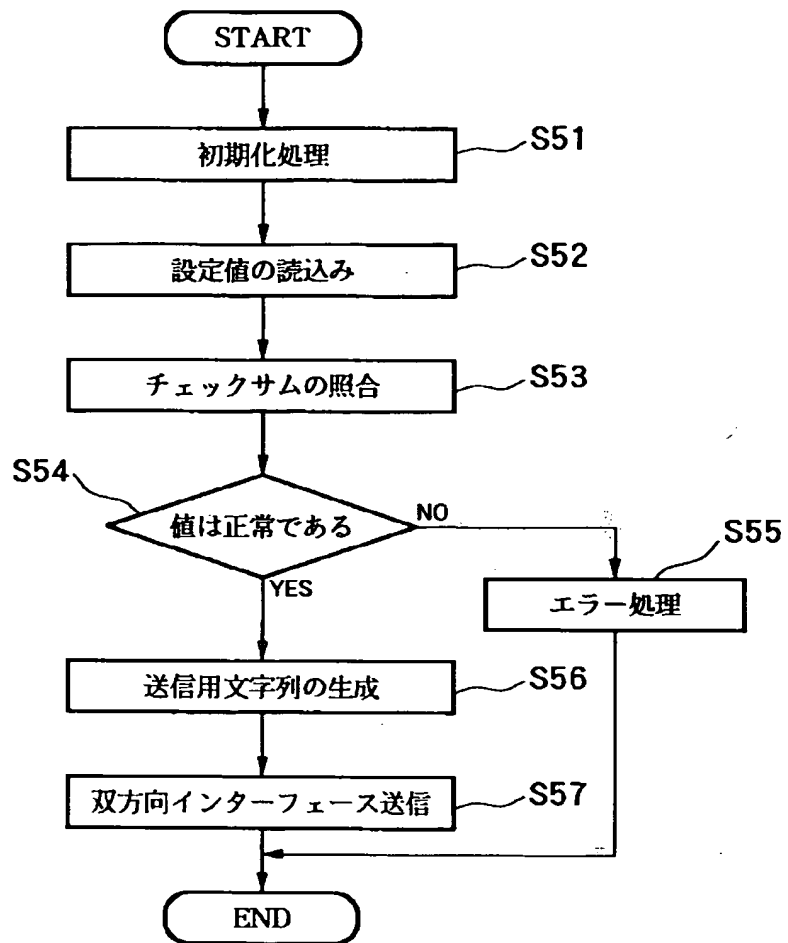 START
初期化処理
S51
設定値の読込み
S52
チェックサムの照合
S53
S54
値は正常である
NO
YES
S55
エラー処理
送信用文字列の生成
S56
双方向インターフェース送信
S57
END